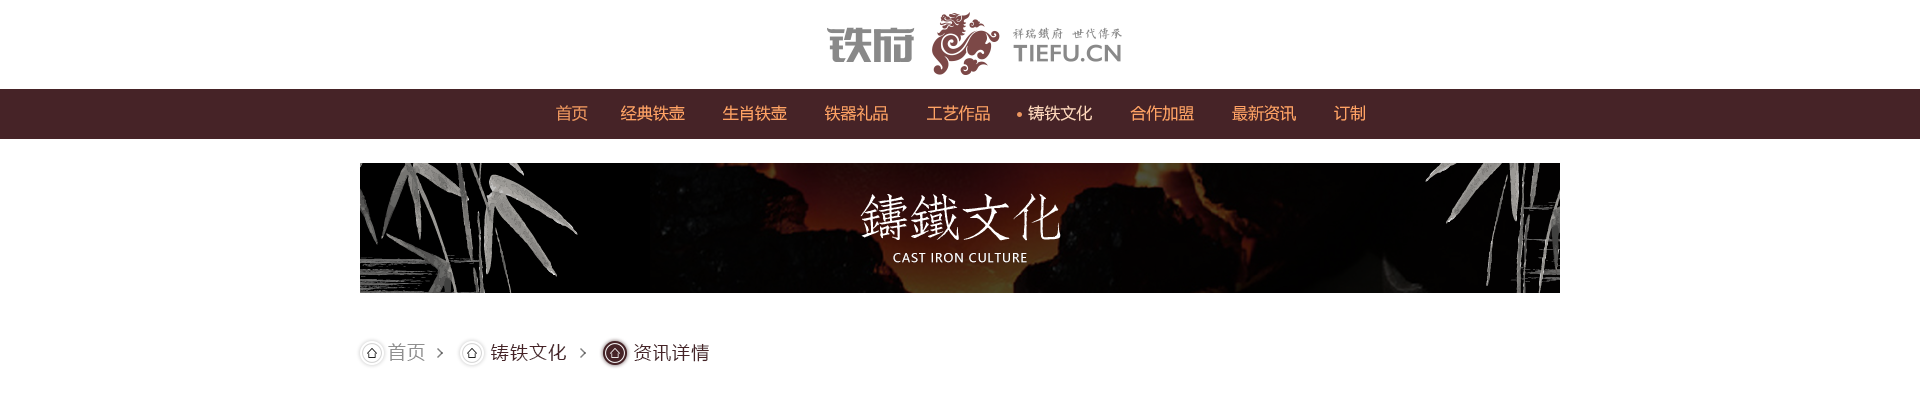 铁府
祥瑞鐵府 世代傳承
TIEFU.CN
首页 经典铁壶 生肖铁壶 铁器礼品 工艺作品 铸铁文化 合作加盟 最新资讯 订制
鑄鐵文化
CAST IRON CULTURE
首页 > 铸铁文化 > 资讯详情